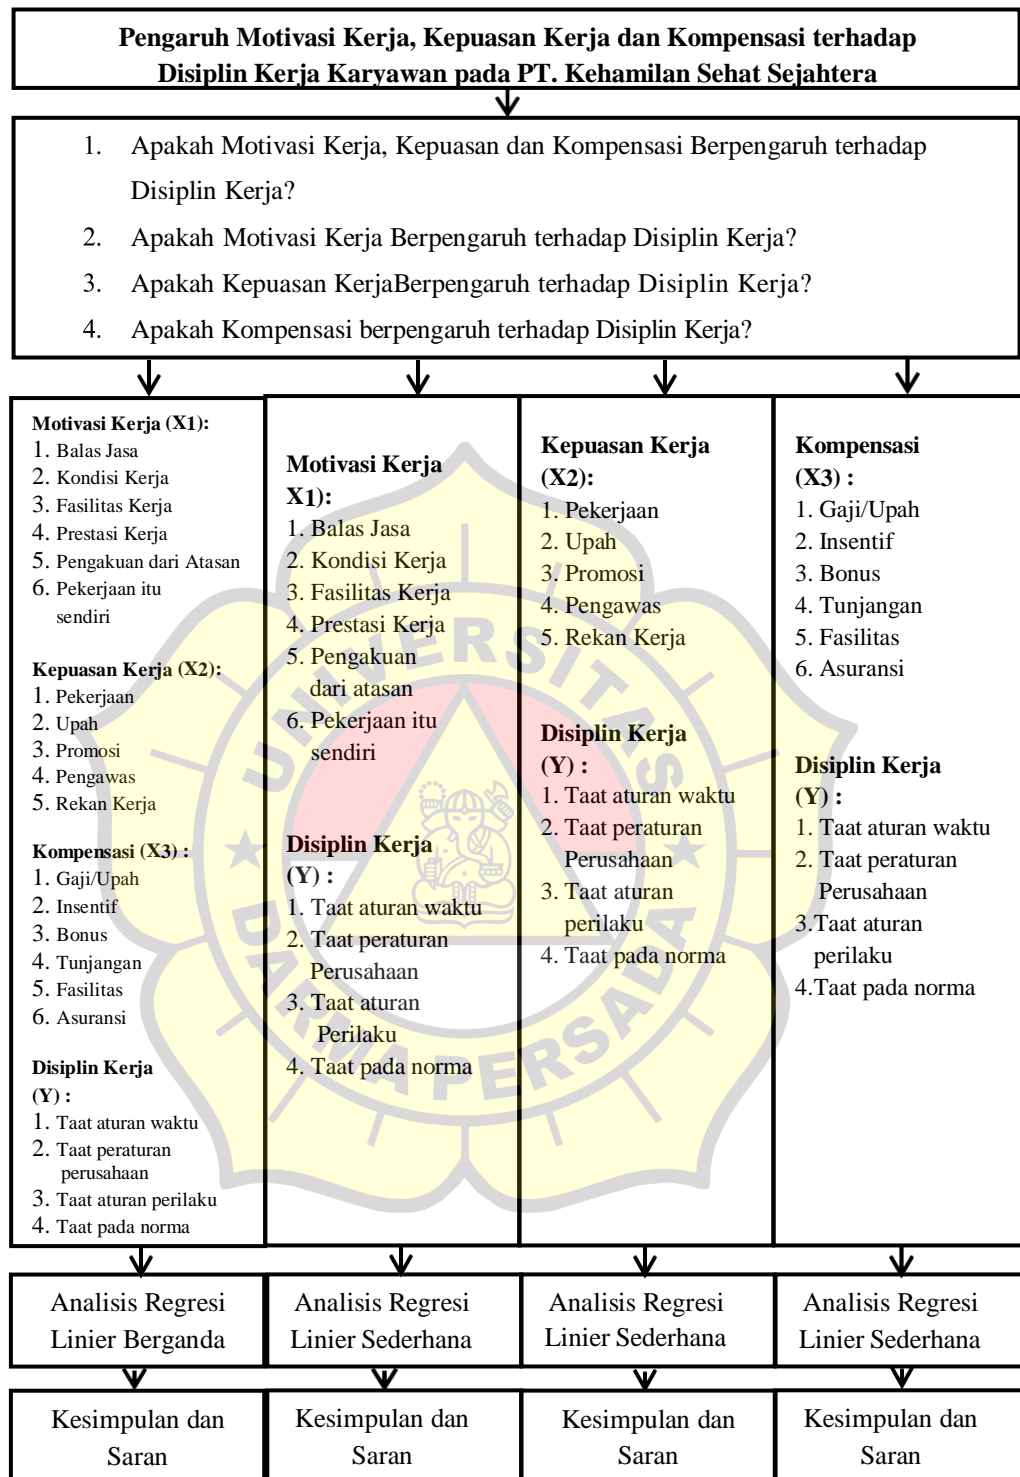 Pengaruh Motivasi Kerja, Kepuasan Kerja dan Kompensasi terhadap
Disiplin Kerja Karyawan pada PT. Kehamilan Sehat Sejahtera
1. Apakah Motivasi Kerja, Kepuasan dan Kompensasi Berpengaruh terhadap
Disiplin Kerja?
2. Apakah Motivasi Kerja Berpengaruh terhadap Disiplin Kerja?
3. Apakah Kepuasan KerjaBerpengaruh terhadap Disiplin Kerja?
4. Apakah Kompensasi berpengaruh terhadap Disiplin Kerja?
Motivasi Kerja (X1):
1. Balas Jasa
2. Kondisi Kerja
3. Fasilitas Kerja
4. Prestasi Kerja
5. Pengakuan dari Atasan
6. Pekerjaan itu
sendiri
Kepuasan Kerja (X2):
1. Pekerjaan
2. Upah
3. Promosi
4. Pengawas
5. Rekan Kerja
Kompensasi (X3) :
1. Gaji/Upah
2. Insentif
3. Bonus
4. Tunjangan
5. Fasilitas
6. Asuransi
Disiplin Kerja
(Y) :
1. Taat aturan waktu
2. Taat peraturan
perusahaan
3. Taat aturan perilaku
4. Taat pada norma
Motivasi Kerja
X1):
1. Balas Jasa
2. Kondisi Kerja
3. Fasilitas Kerja
4. Prestasi Kerja
5. Pengakuan
dari atasan
6. Pekerjaan itu
sendiri
Disiplin Kerja
(Y) :
1. Taat aturan waktu
2. Taat peraturan
Perusahaan
3. Taat aturan
Perilaku
4. Taat pada norma
Kepuasan Kerja
(X2):
1. Pekerjaan
2. Upah
3. Promosi
4. Pengawas
5. Rekan Kerja
Disiplin Kerja
(Y) :
1. Taat aturan waktu
2. Taat peraturan
Perusahaan
3. Taat aturan
perilaku
4. Taat pada norma
Kompensasi
(X3) :
1. Gaji/Upah
2. Insentif
3. Bonus
4. Tunjangan
5. Fasilitas
6. Asuransi
Disiplin Kerja
(Y) :
1. Taat aturan waktu
2. Taat peraturan
Perusahaan
3.Taat aturan
perilaku
4.Taat pada norma
UNIVERSITAS
DARMA PERSADA
Analisis Regresi
Linier Berganda
Analisis Regresi
Linier Sederhana
Analisis Regresi
Linier Sederhana
Analisis Regresi
Linier Sederhana
Kesimpulan dan
Saran
Kesimpulan dan
Saran
Kesimpulan dan
Saran
Kesimpulan dan
Saran